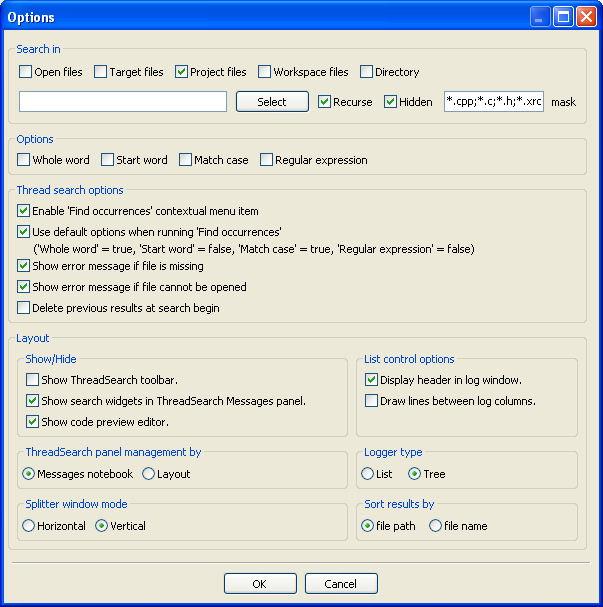 Options
Search in
Open files Target files Project files Workspace files Directory
Select Recurse Hidden *.cpp;*.c;*.h;*.xrc mask
Options
Whole word Start word Match case Regular expression
Thread search options
Enable 'Find occurrences' contextual menu item
Use default options when running 'Find occurrences'
('Whole word' = true, 'Start word' = false, 'Match case' = true, 'Regular expression' = false)
Show error message if file is missing
Show error message if file cannot be opened
Delete previous results at search begin
Layout
Show/Hide
Show ThreadSearch toolbar.
Show search widgets in ThreadSearch Messages panel.
Show code preview editor.
List control options
Display header in log window.
Draw lines between log columns.
ThreadSearch panel management by
Messages notebook Layout
Logger type
List Tree
Splitter window mode
Horizontal Vertical
Sort results by
file path file name
OK Cancel